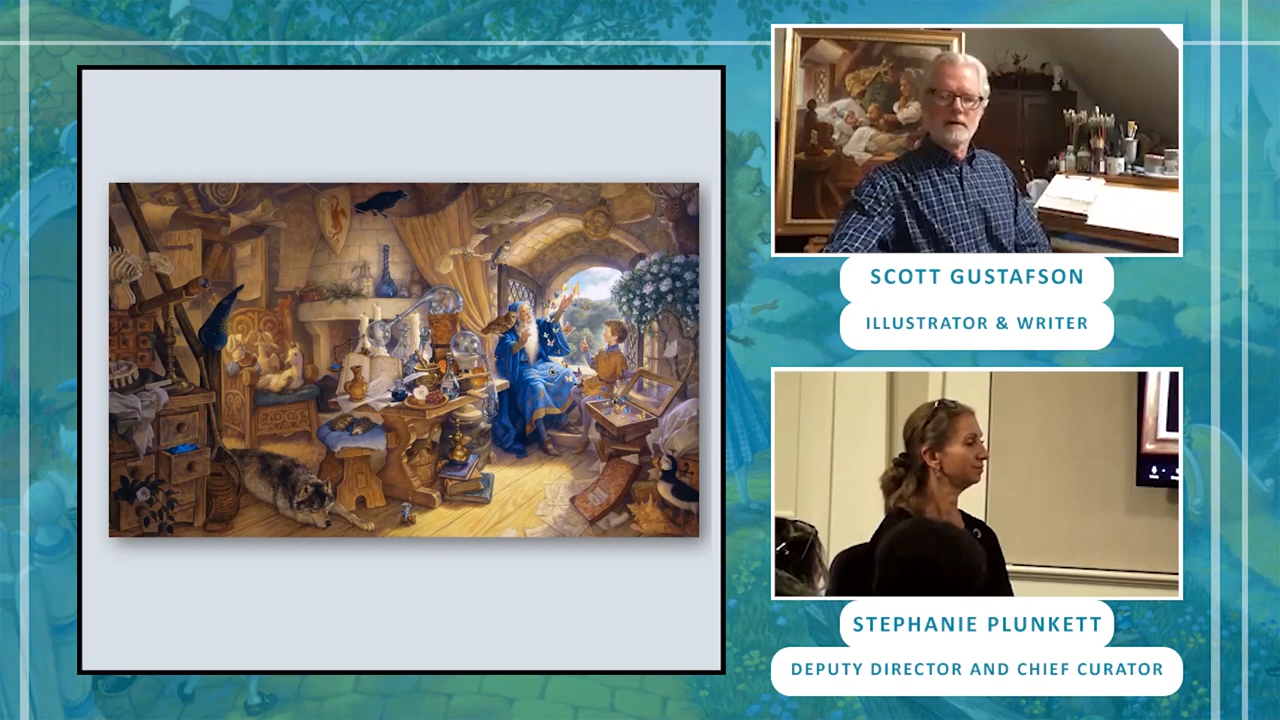 SCOTT GUSTAFSON
ILLUSTRATOR & WRITER
STEPHANIE PLUNKETT
DEPUTY DIRECTOR AND CHIEF CURATOR